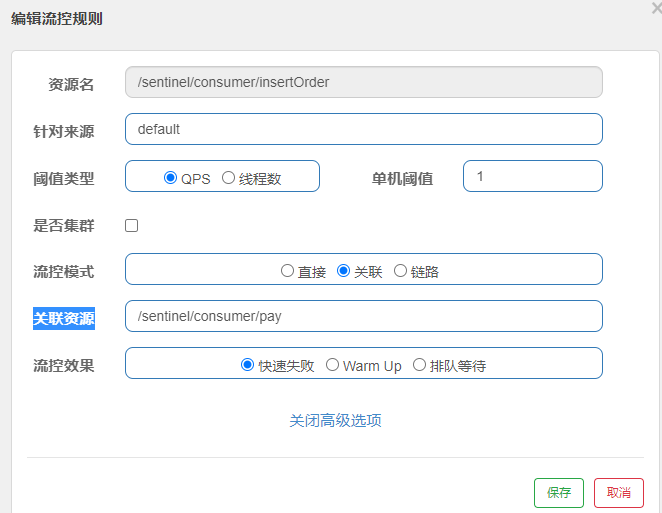 编辑流控规则
资源名 /sentinel/consumer/insertOrder
针对来源 default
阈值类型 QPS 线程数 单机阈值 1
是否集群
流控模式 直接 关联 链路
关联资源 /sentinel/consumer/pay
流控效果 快速失败 Warm Up 排队等待
关闭高级选项
保存 取消